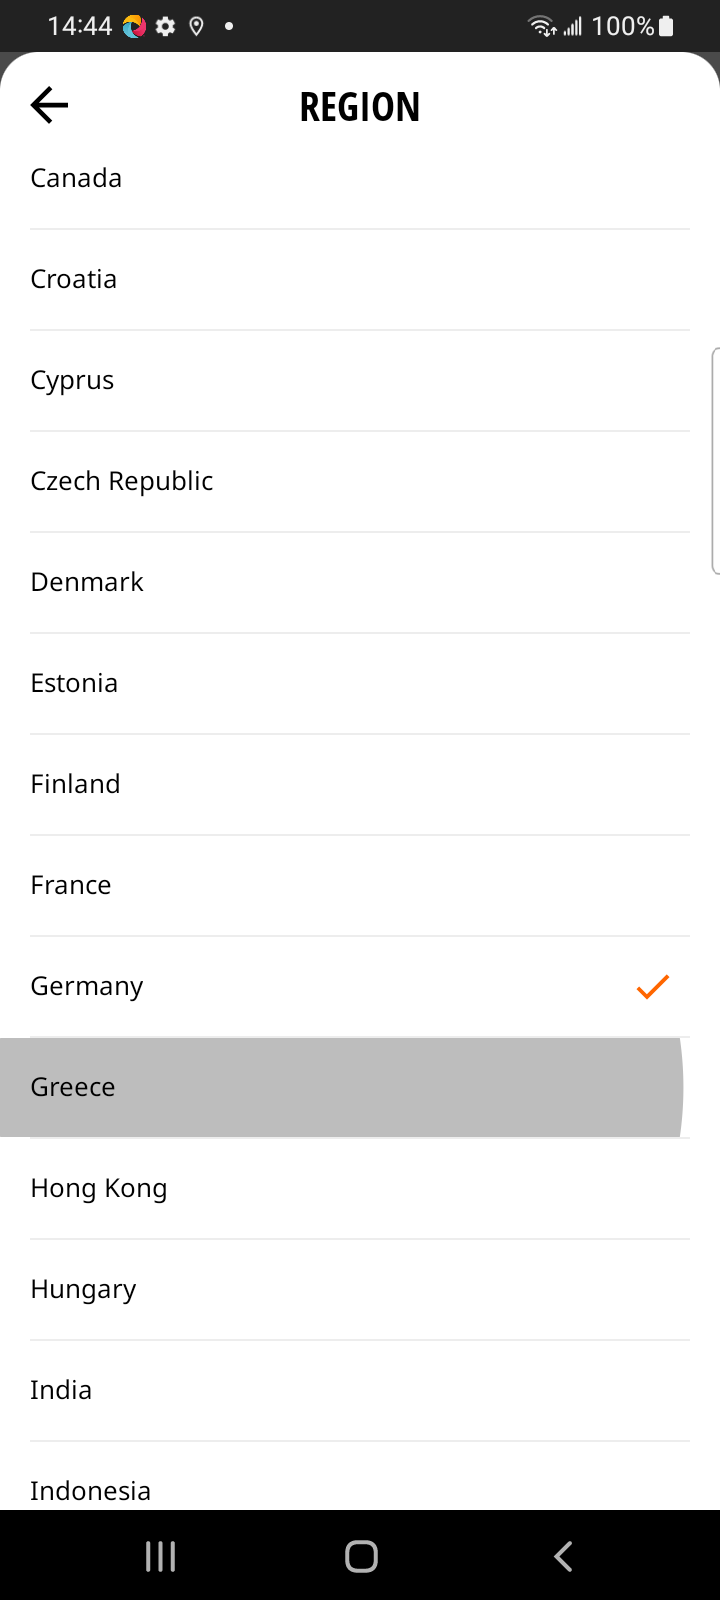 14:44
100%
REGION
Canada
Croatia
Cyprus
Czech Republic
Denmark
Estonia
Finland
France
Germany
Greece
Hong Kong
Hungary
India
Indonesia